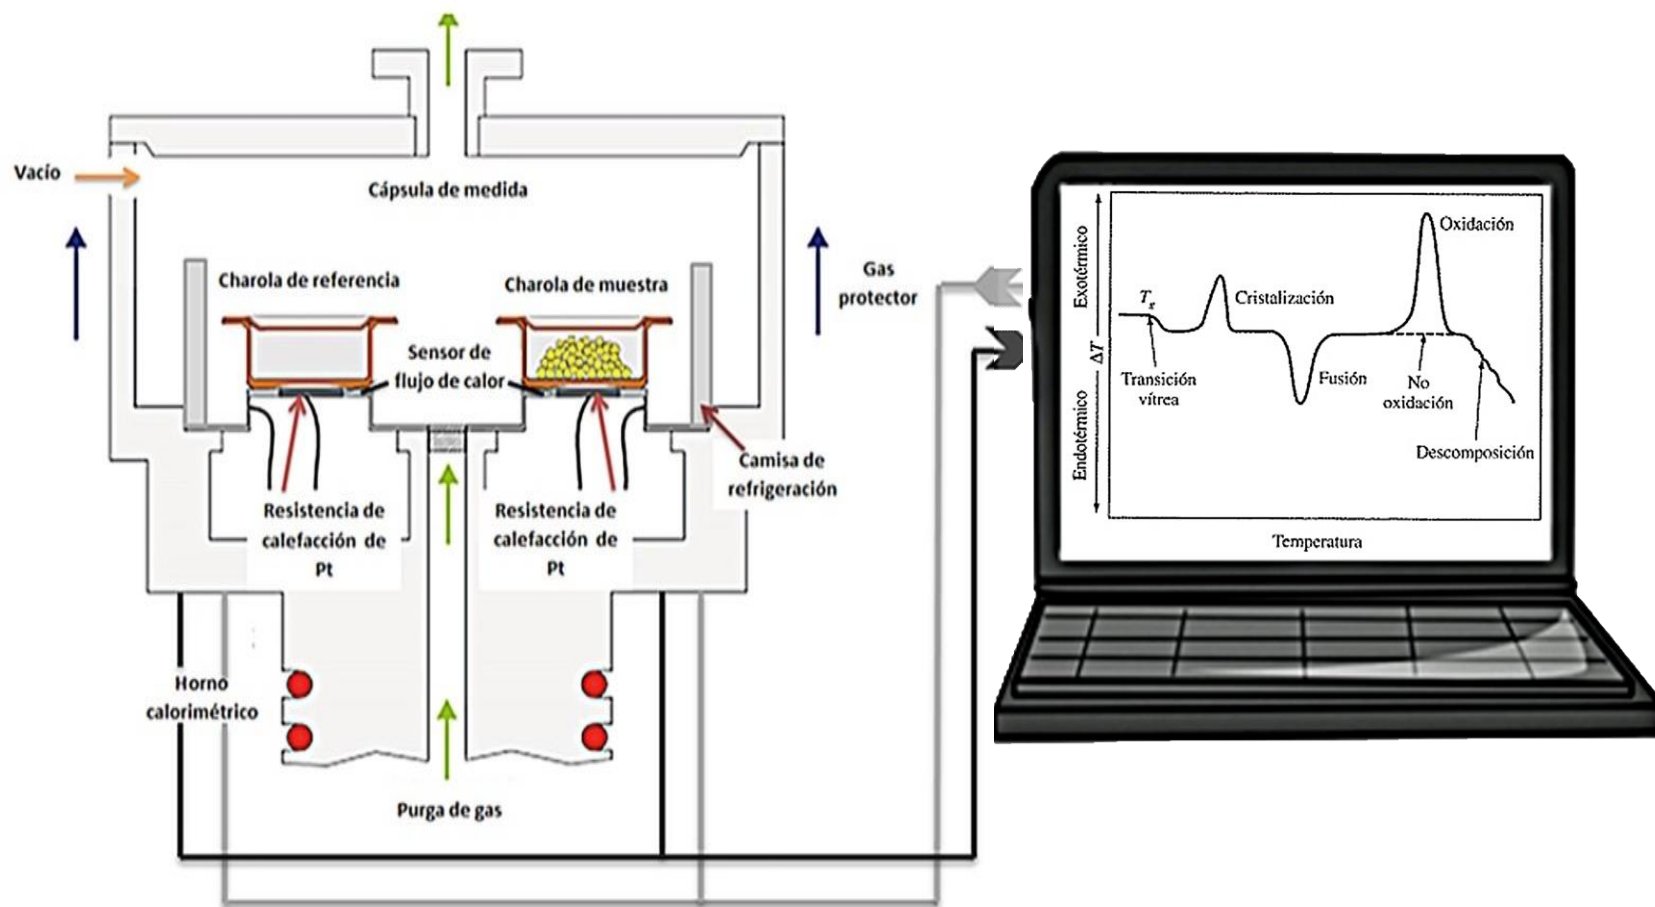 Vacío
Cápsula de medida
Charola de referencia
Charola de muestra
Gas
protector
Sensor de
flujo de calor
Camisa de
refrigeración
Resistencia de
calefacción de
Pt
Resistencia de
calefacción de
Pt
Horno
calorimétrico
Purga de gas
Exotérmico
ΔT
Endotérmico
Tg
Transición
vítrea
Cristalización
Fusión
Oxidación
No
oxidación
Descomposición
Temperatura